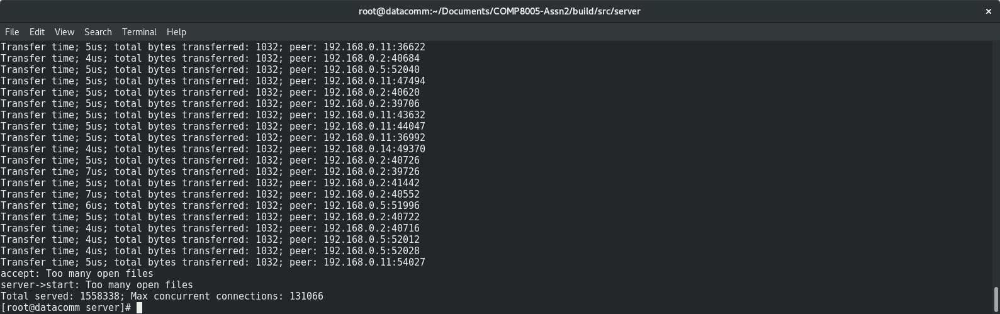 root@datacomm:~/Documents/COMP8005-Assn2/build/src/server
File Edit View Search Terminal Help
Transfer time; 5us; total bytes transferred: 1032; peer: 192.168.0.11:36622
Transfer time; 4us; total bytes transferred: 1032; peer: 192.168.0.2:40684
Transfer time; 5us; total bytes transferred: 1032; peer: 192.168.0.5:52040
Transfer time; 5us; total bytes transferred: 1032; peer: 192.168.0.11:47494
Transfer time; 5us; total bytes transferred: 1032; peer: 192.168.0.2:40620
Transfer time; 5us; total bytes transferred: 1032; peer: 192.168.0.2:39706
Transfer time; 5us; total bytes transferred: 1032; peer: 192.168.0.11:43632
Transfer time; 5us; total bytes transferred: 1032; peer: 192.168.0.11:44047
Transfer time; 5us; total bytes transferred: 1032; peer: 192.168.0.11:36992
Transfer time; 4us; total bytes transferred: 1032; peer: 192.168.0.14:49370
Transfer time; 5us; total bytes transferred: 1032; peer: 192.168.0.2:40726
Transfer time; 7us; total bytes transferred: 1032; peer: 192.168.0.2:39726
Transfer time; 5us; total bytes transferred: 1032; peer: 192.168.0.2:41442
Transfer time; 7us; total bytes transferred: 1032; peer: 192.168.0.2:40552
Transfer time; 6us; total bytes transferred: 1032; peer: 192.168.0.5:51996
Transfer time; 5us; total bytes transferred: 1032; peer: 192.168.0.2:40722
Transfer time; 4us; total bytes transferred: 1032; peer: 192.168.0.2:40716
Transfer time; 4us; total bytes transferred: 1032; peer: 192.168.0.5:52012
Transfer time; 4us; total bytes transferred: 1032; peer: 192.168.0.5:52028
Transfer time; 5us; total bytes transferred: 1032; peer: 192.168.0.11:54027
accept: Too many open files
server->start: Too many open files
Total served: 1558338; Max concurrent connections: 131066
[root@datacomm server]#